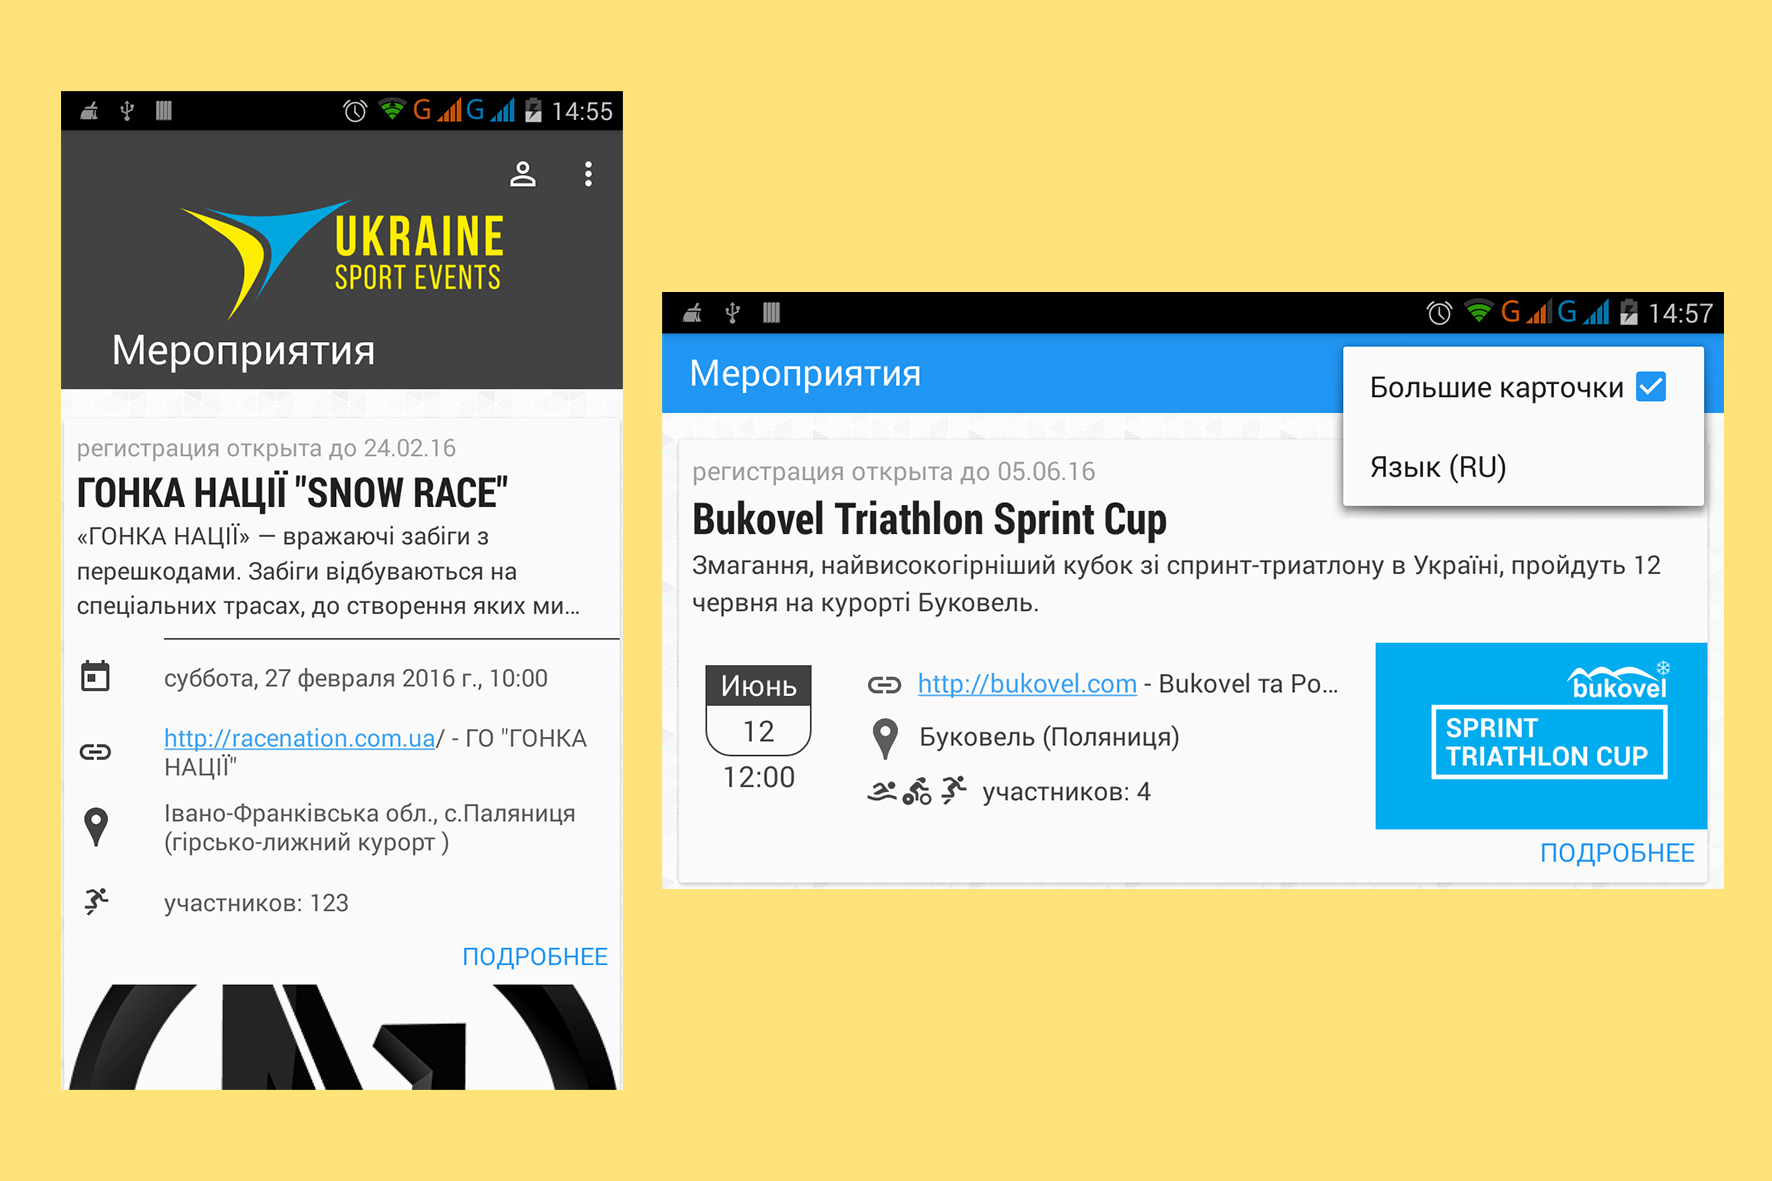 G G 14:55
UKRAINE
SPORT EVENTS
Мероприятия
регистрация открыта до 24.02.16
ГОНКА НАЦІЇ "SNOW RACE"
«ГОНКА НАЦІЇ» — вражаючі забіги з
перешкодами. Забіги відбуваються на
спеціальних трасах, до створення яких ми...
суббота, 27 февраля 2016 г., 10:00
http://racenation.com.ua/ - ГО "ГОНКА
НАЦІЇ"
Івано-Франківська обл., с.Паляниця
(гірсько-лижний курорт )
участников: 123
ПОДРОБНЕЕ
G G 14:57
Мероприятия
Большие карточки
Язык (RU)
регистрация открыта до 05.06.16
Bukovel Triathlon Sprint Cup
Змагання, найвисокогірніший кубок зі спринт-триатлону в Україні, пройдуть 12
червня на курорті Буковель.
Июнь
12
12:00
http://bukovel.com - Bukovel та Ро...
Буковель (Поляниця)
участников: 4
bukovel
SPRINT
TRIATHLON CUP
ПОДРОБНЕЕ